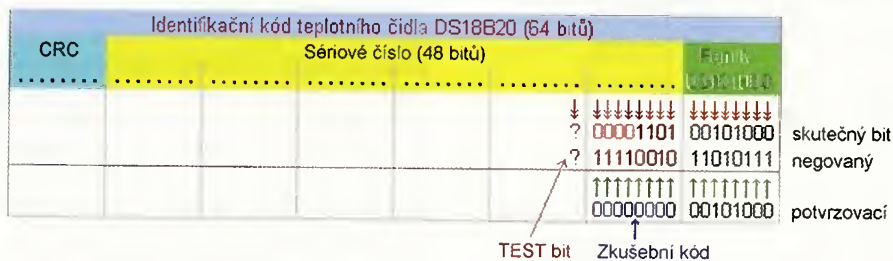 Identifikační kód teplotního čidla DS18B20 (64 bitů)
CRC Sériové číslo (48 bitů)
........ ........ ........ ........ ........ ........ ........ 00101000
? 00001101 00101000 skutečný bit
? 11110010 11010111 negovaný
00000000 00101000 potvrzovací
TEST bit Zkušební kód